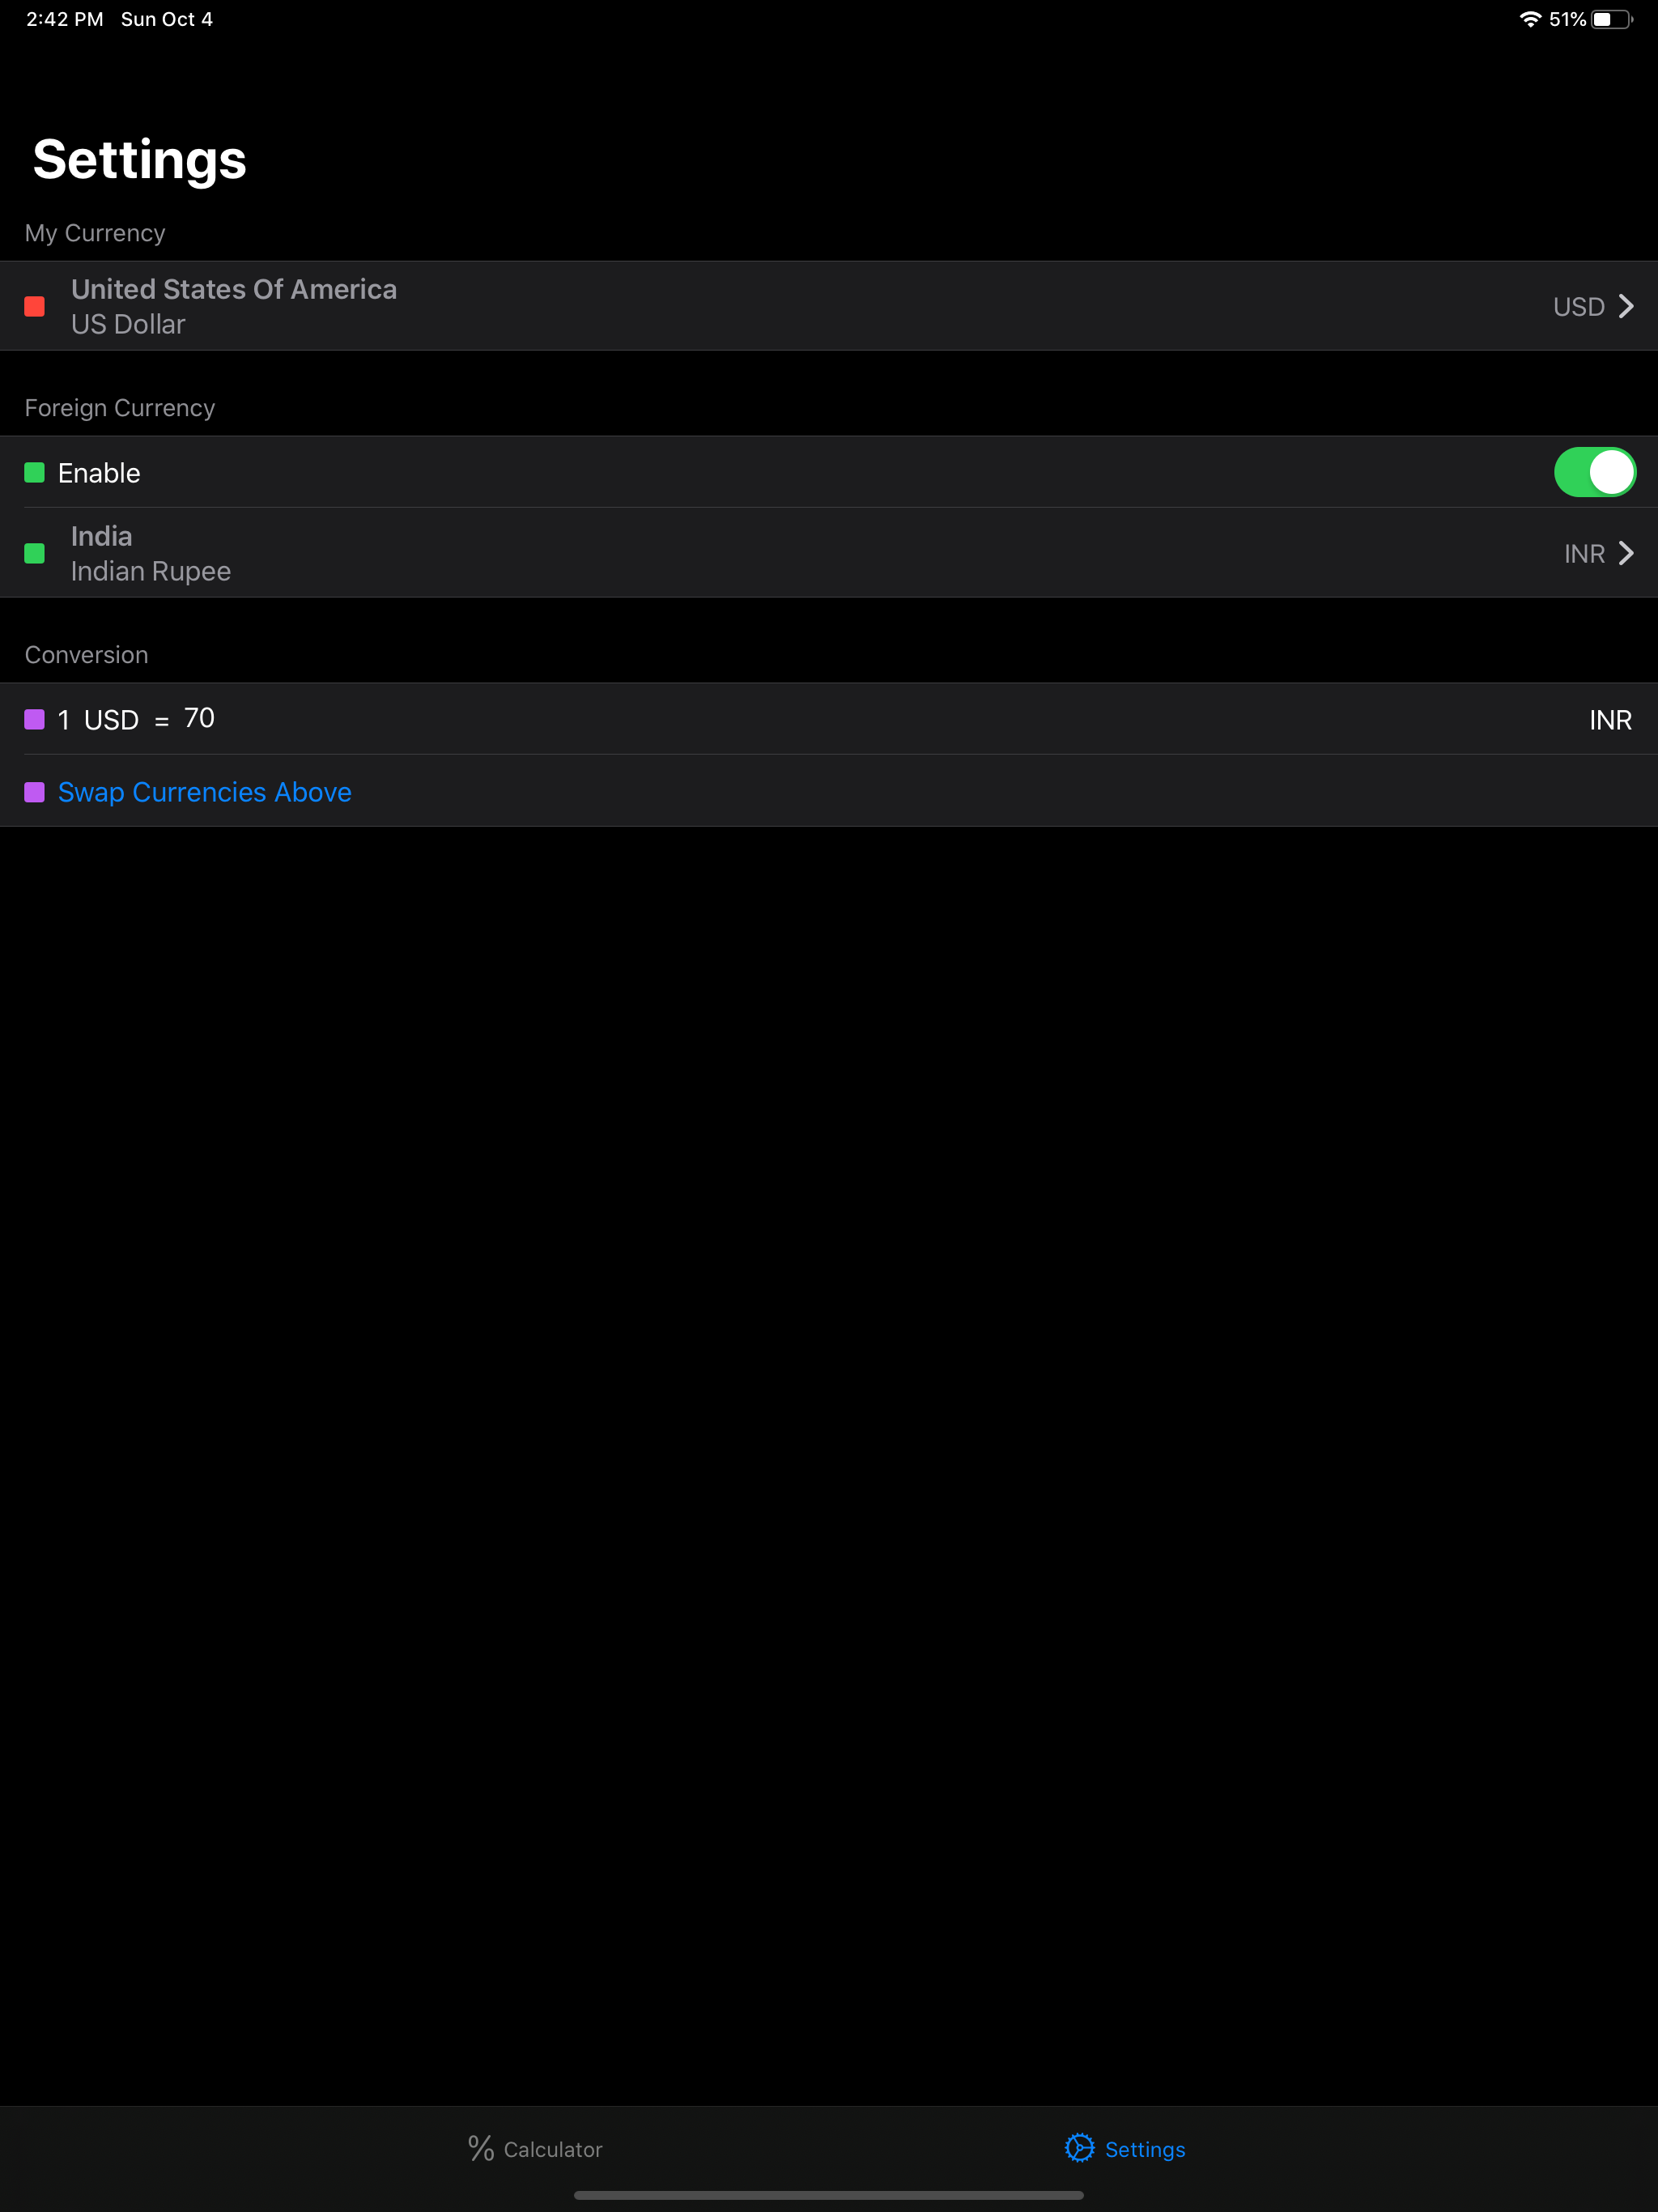 2:42 PM Sun Oct 4 51%
Settings
My Currency
United States Of America
US Dollar
USD
Foreign Currency
Enable
India
Indian Rupee
INR
Conversion
1 USD = 70 INR
Swap Currencies Above
% Calculator Settings